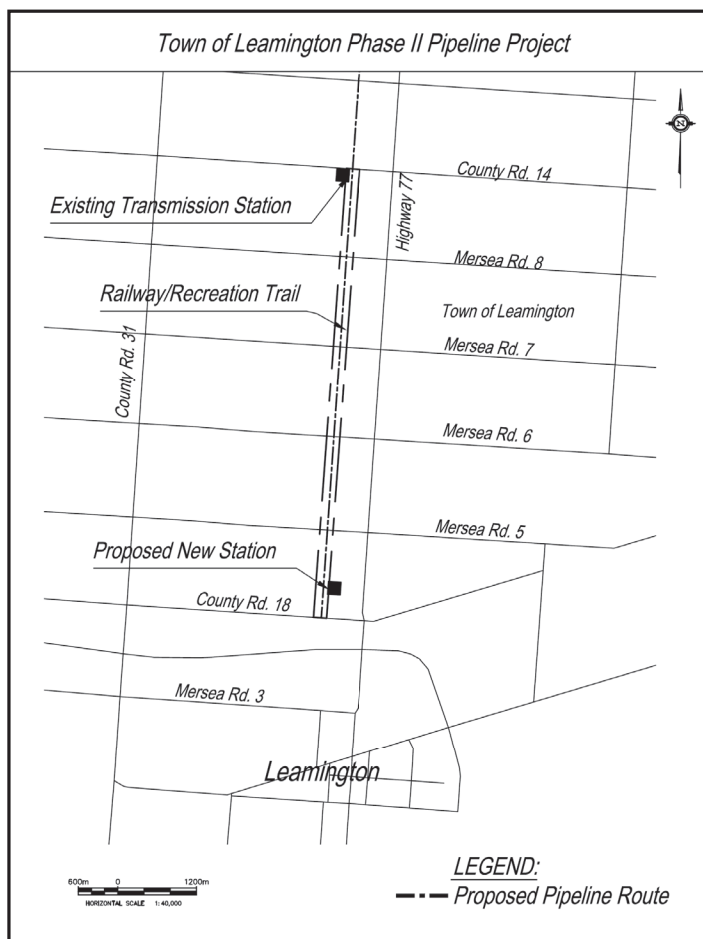 Town of Leamington Phase II Pipeline Project
County Rd. 14
Existing Transmission Station
Highway 77
Mersea Rd. 8
Railway/Recreation Trail
Town of Leamington
County Rd. 31
Mersea Rd. 7
Mersea Rd. 6
Mersea Rd. 5
Proposed New Station
County Rd. 18
Mersea Rd. 3
Leamington
LEGEND:
Proposed Pipeline Route
600m 0 1200m
HORIZONTAL SCALE 1:40,000
N